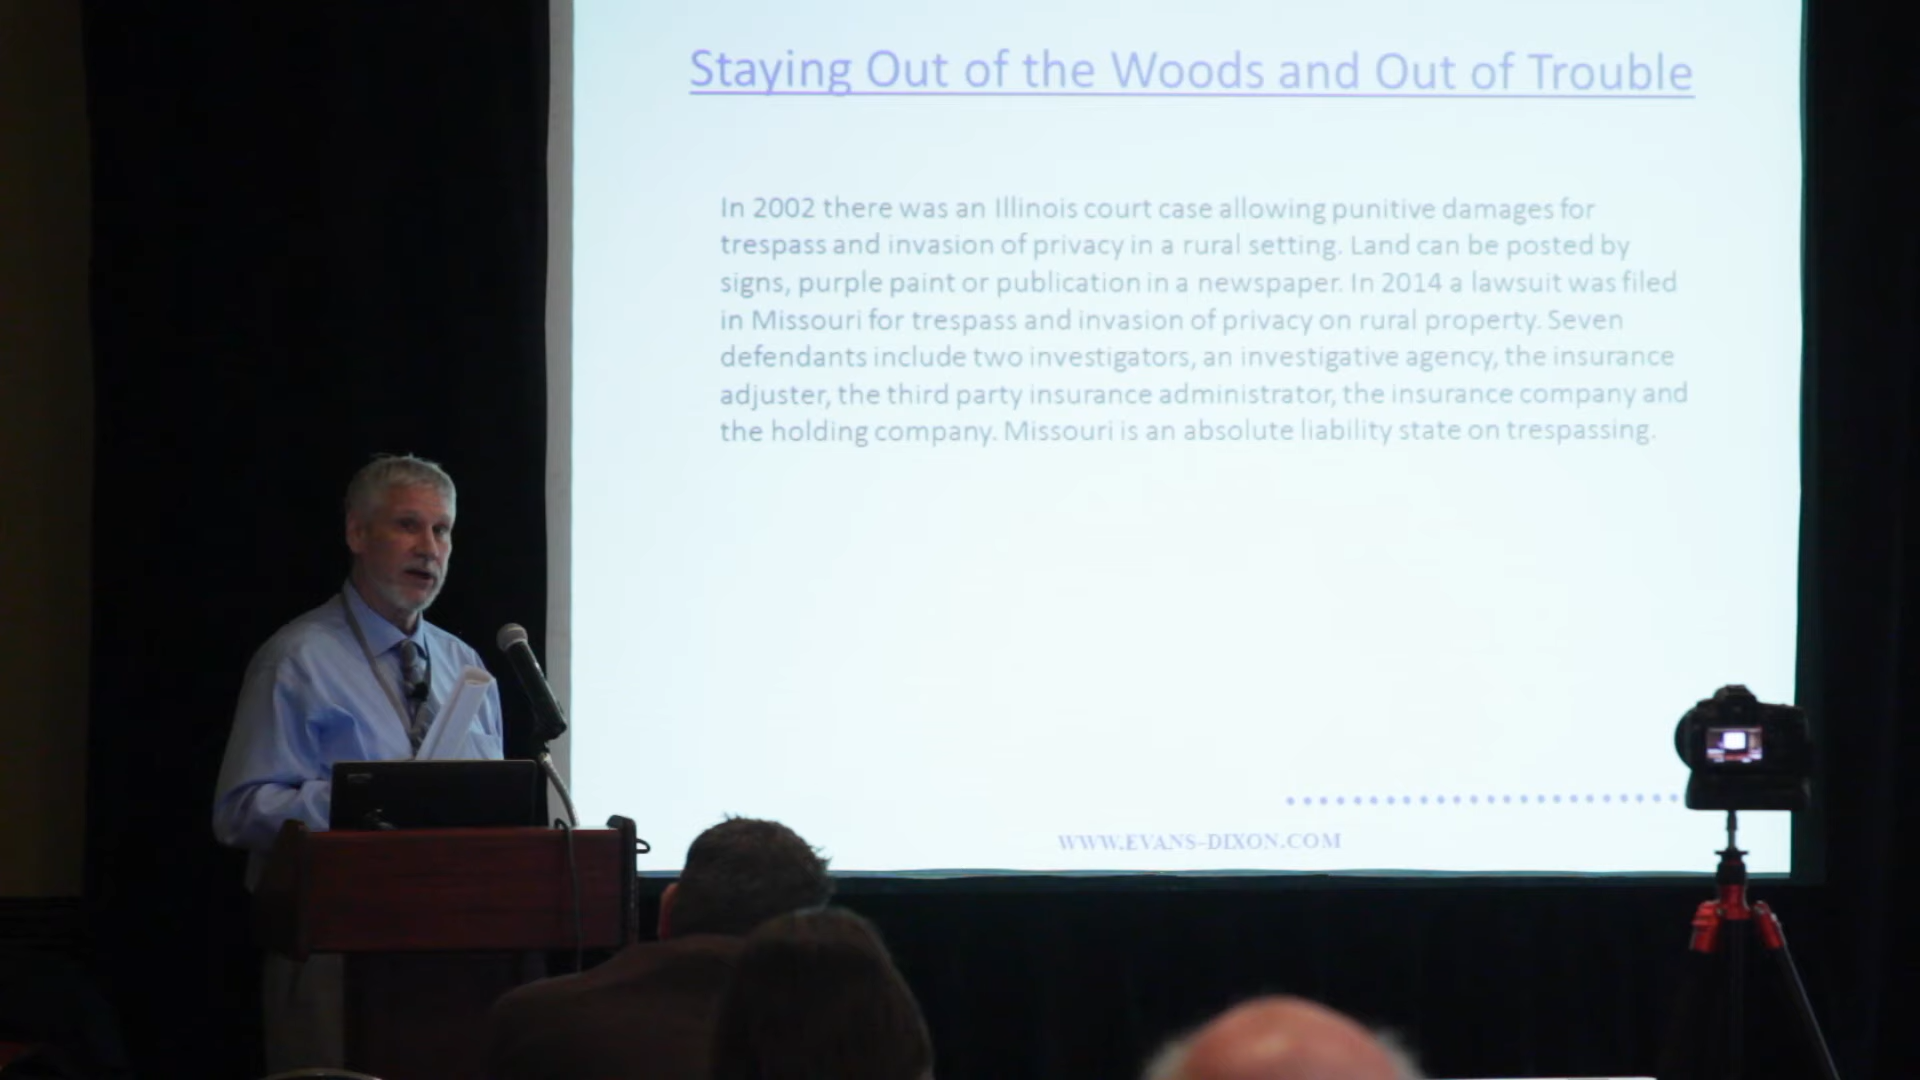 Staying Out of the Woods and Out of Trouble
In 2002 there was an Illinois court case allowing punitive damages for
trespass and invasion of privacy in a rural setting. Land can be posted by
signs, purple paint or publication in a newspaper. In 2014 a lawsuit was filed
in Missouri for trespass and invasion of privacy on rural property. Seven
defendants include two investigators, an investigative agency, the insurance
adjuster, the third party insurance administrator, the insurance company and
the holding company. Missouri is an absolute liability state on trespassing.
WWW.EVANS-DIXON.COM